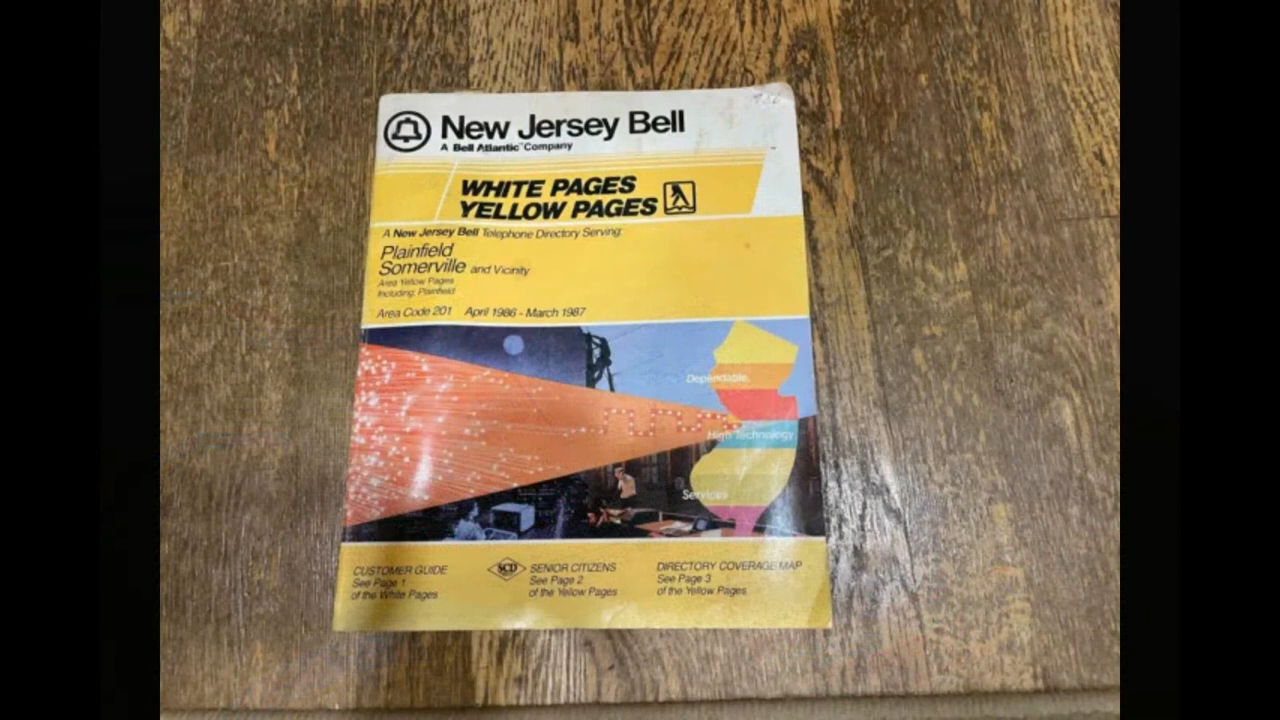 New Jersey Bell
A Bell Atlantic™ Company
WHITE PAGES
YELLOW PAGES
A New Jersey Bell Telephone Directory Serving:
Plainfield
Somerville and Vicinity
Area Yellow Pages
Including: Plainfield
Area Code 201 April 1986 - March 1987
Dependable,
High Technology
Services
CUSTOMER GUIDE
See Page 1
of the White Pages
SCD
SENIOR CITIZENS
See Page 2
of the Yellow Pages
DIRECTORY COVERAGE MAP
See Page 3
of the Yellow Pages